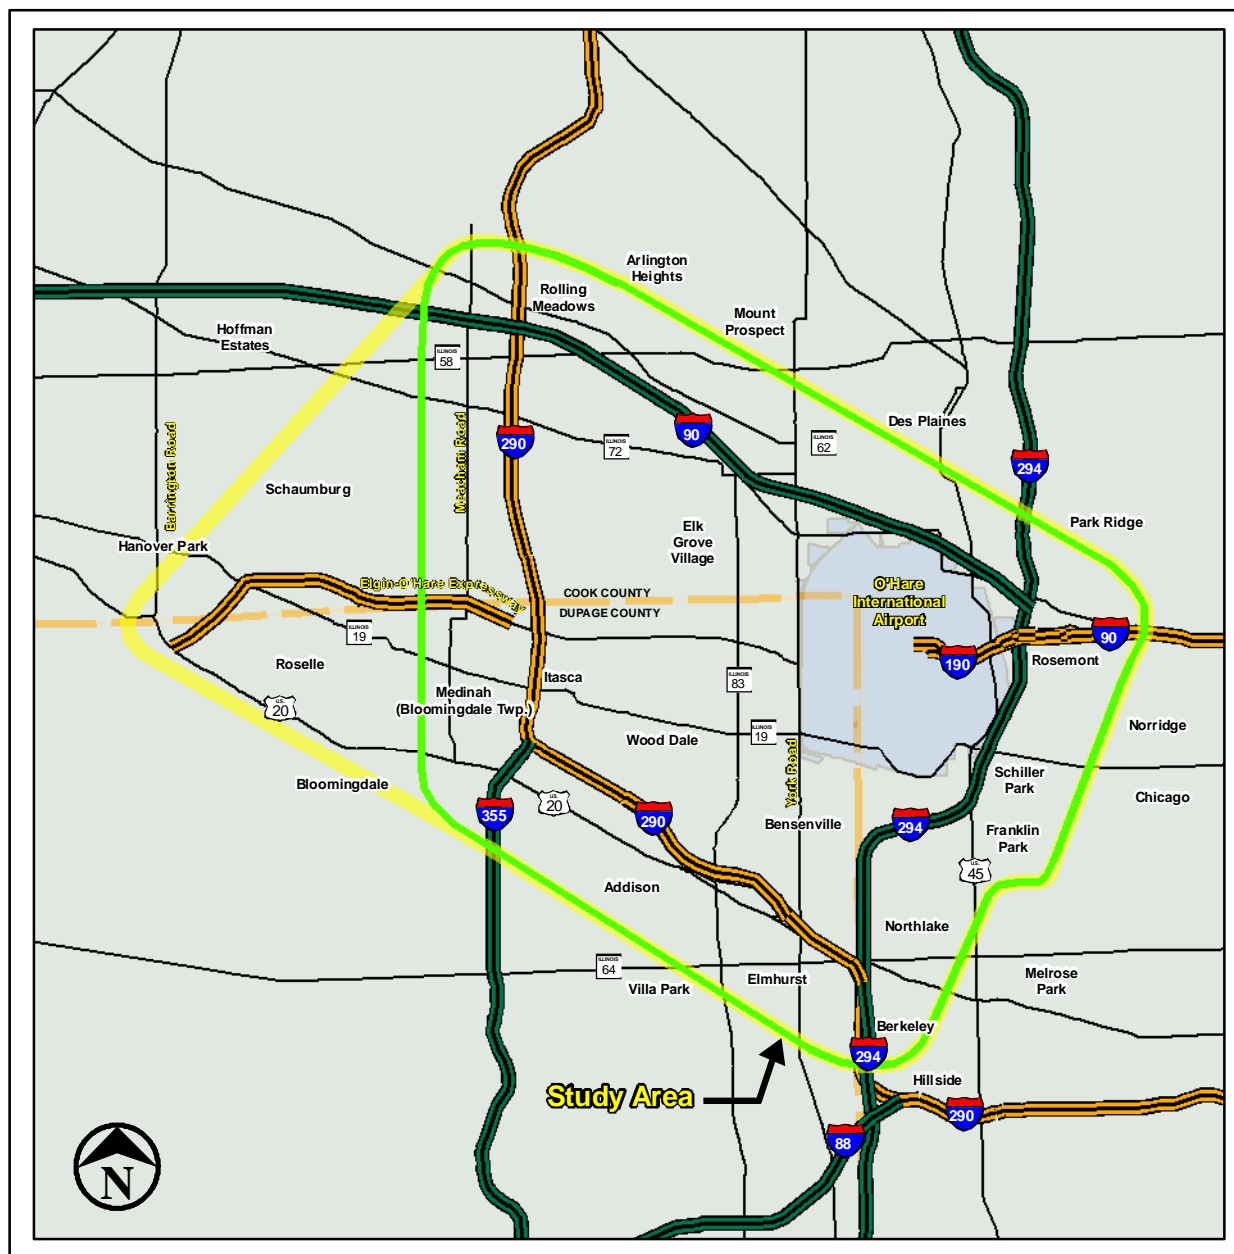 Arlington
Heights
Rolling
Meadows
Mount
Prospect
Hoffman
Estates
ILLINOIS
58
Des Plaines
90
Meacham Road
290
ILLINOIS
72
ILLINOIS
62
294
Barrington Road
Schaumburg
Park Ridge
Elk
Grove
Village
Hanover Park
Elgin-O'Hare Expressway
O'Hare
International
Airport
COOK COUNTY
DUPAGE COUNTY
ILLINOIS
19
90
190
Rosemont
Roselle
Itasca
ILLINOIS
83
Medinah
(Bloomingdale Twp.)
U.S.
20
Norridge
Wood Dale
ILLINOIS
19
York Road
Schiller
Park
Bloomingdale
Chicago
U.S.
20
355
290
Bensenville
294
Franklin
Park
U.S.
45
Addison
Northlake
ILLINOIS
64
Villa Park
Elmhurst
Melrose
Park
Berkeley
294
Hillside
Study Area
290
88
N